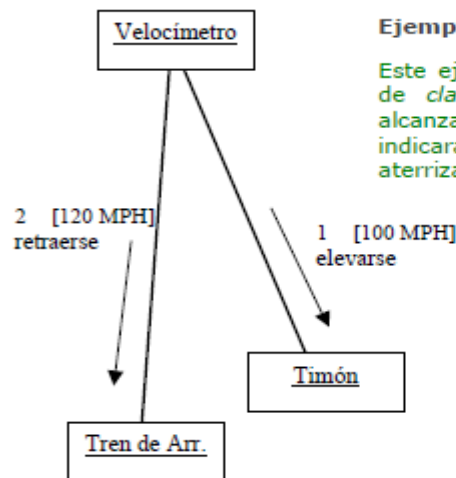 Velocímetro
Ejemp
Este ej
de cla
alcanza
indicará
aterriza
2 [120 MPH]
retraerse
1 [100 MPH]
elevarse
Timón
Tren de Arr.